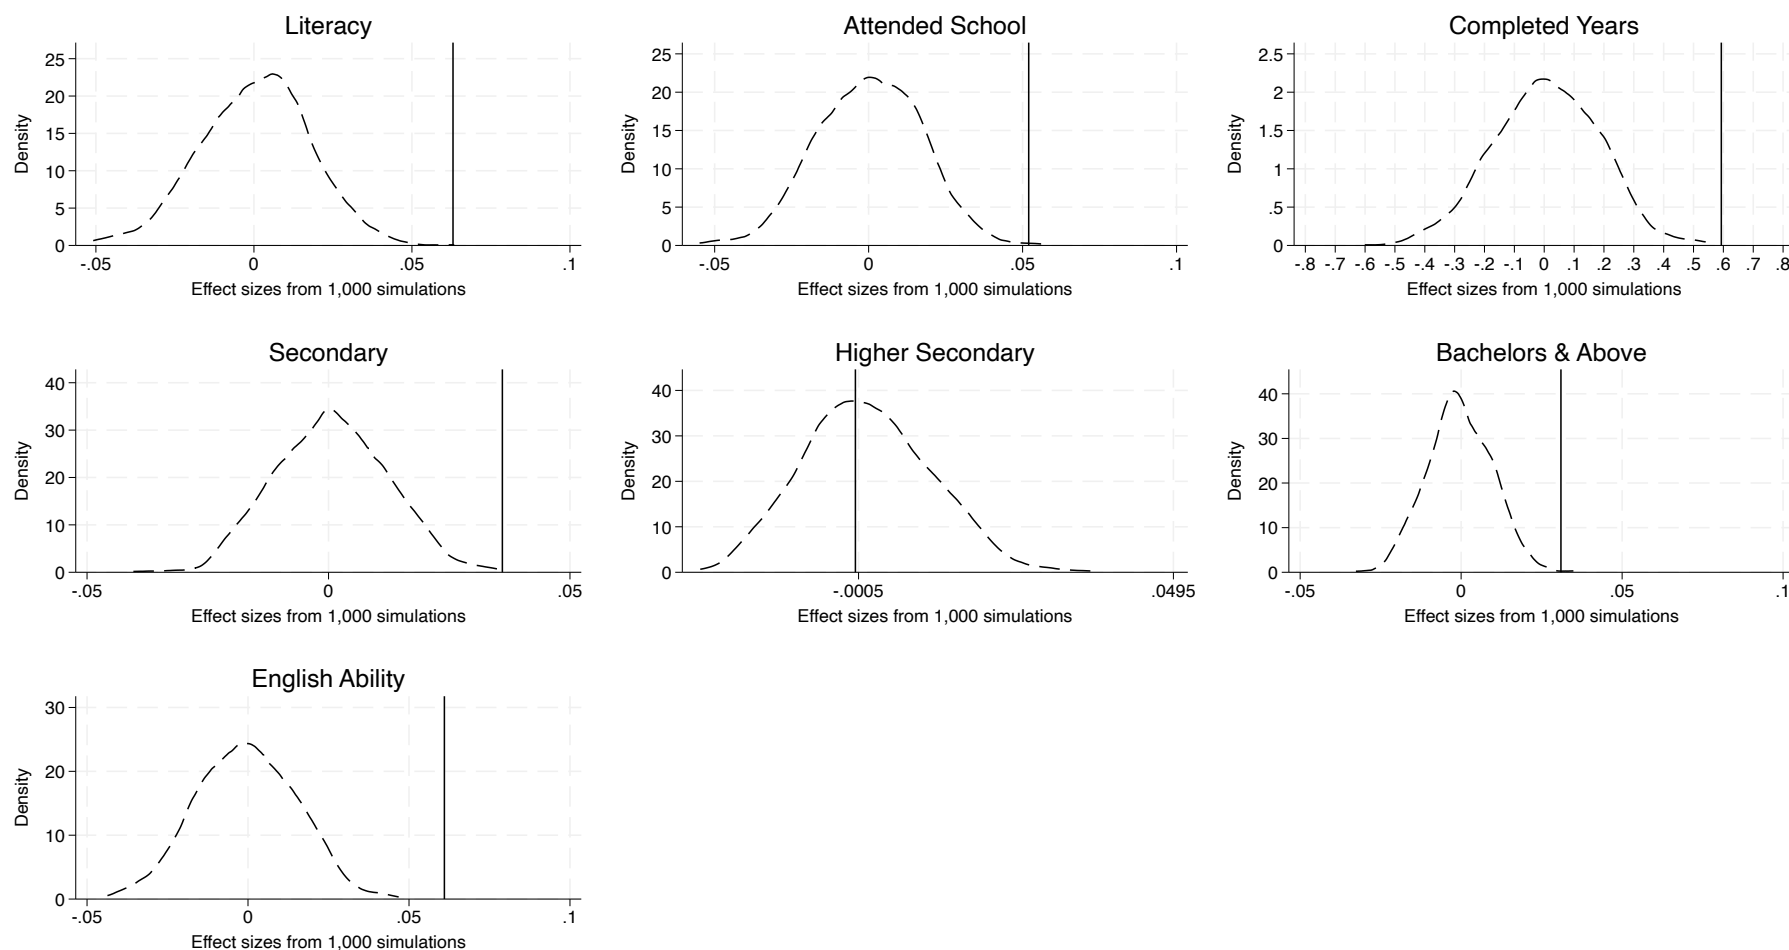 Literacy
Density
25
20
15
10
5
0
-.05 0 .05 .1
Effect sizes from 1,000 simulations
Attended School
Density
25
20
15
10
5
0
-.05 0 .05 .1
Effect sizes from 1,000 simulations
Completed Years
Density
2.5
2
1.5
1
.5
0
-.8 -.7 -.6 -.5 -.4 -.3 -.2 -.1 0 .1 .2 .3 .4 .5 .6 .7 .8
Effect sizes from 1,000 simulations
Secondary
Density
40
30
20
10
0
-.05 0 .05
Effect sizes from 1,000 simulations
Higher Secondary
Density
40
30
20
10
0
-.0005 .0495
Effect sizes from 1,000 simulations
Bachelors & Above
Density
40
30
20
10
0
-.05 0 .05 .1
Effect sizes from 1,000 simulations
English Ability
Density
30
20
10
0
-.05 0 .05 .1
Effect sizes from 1,000 simulations